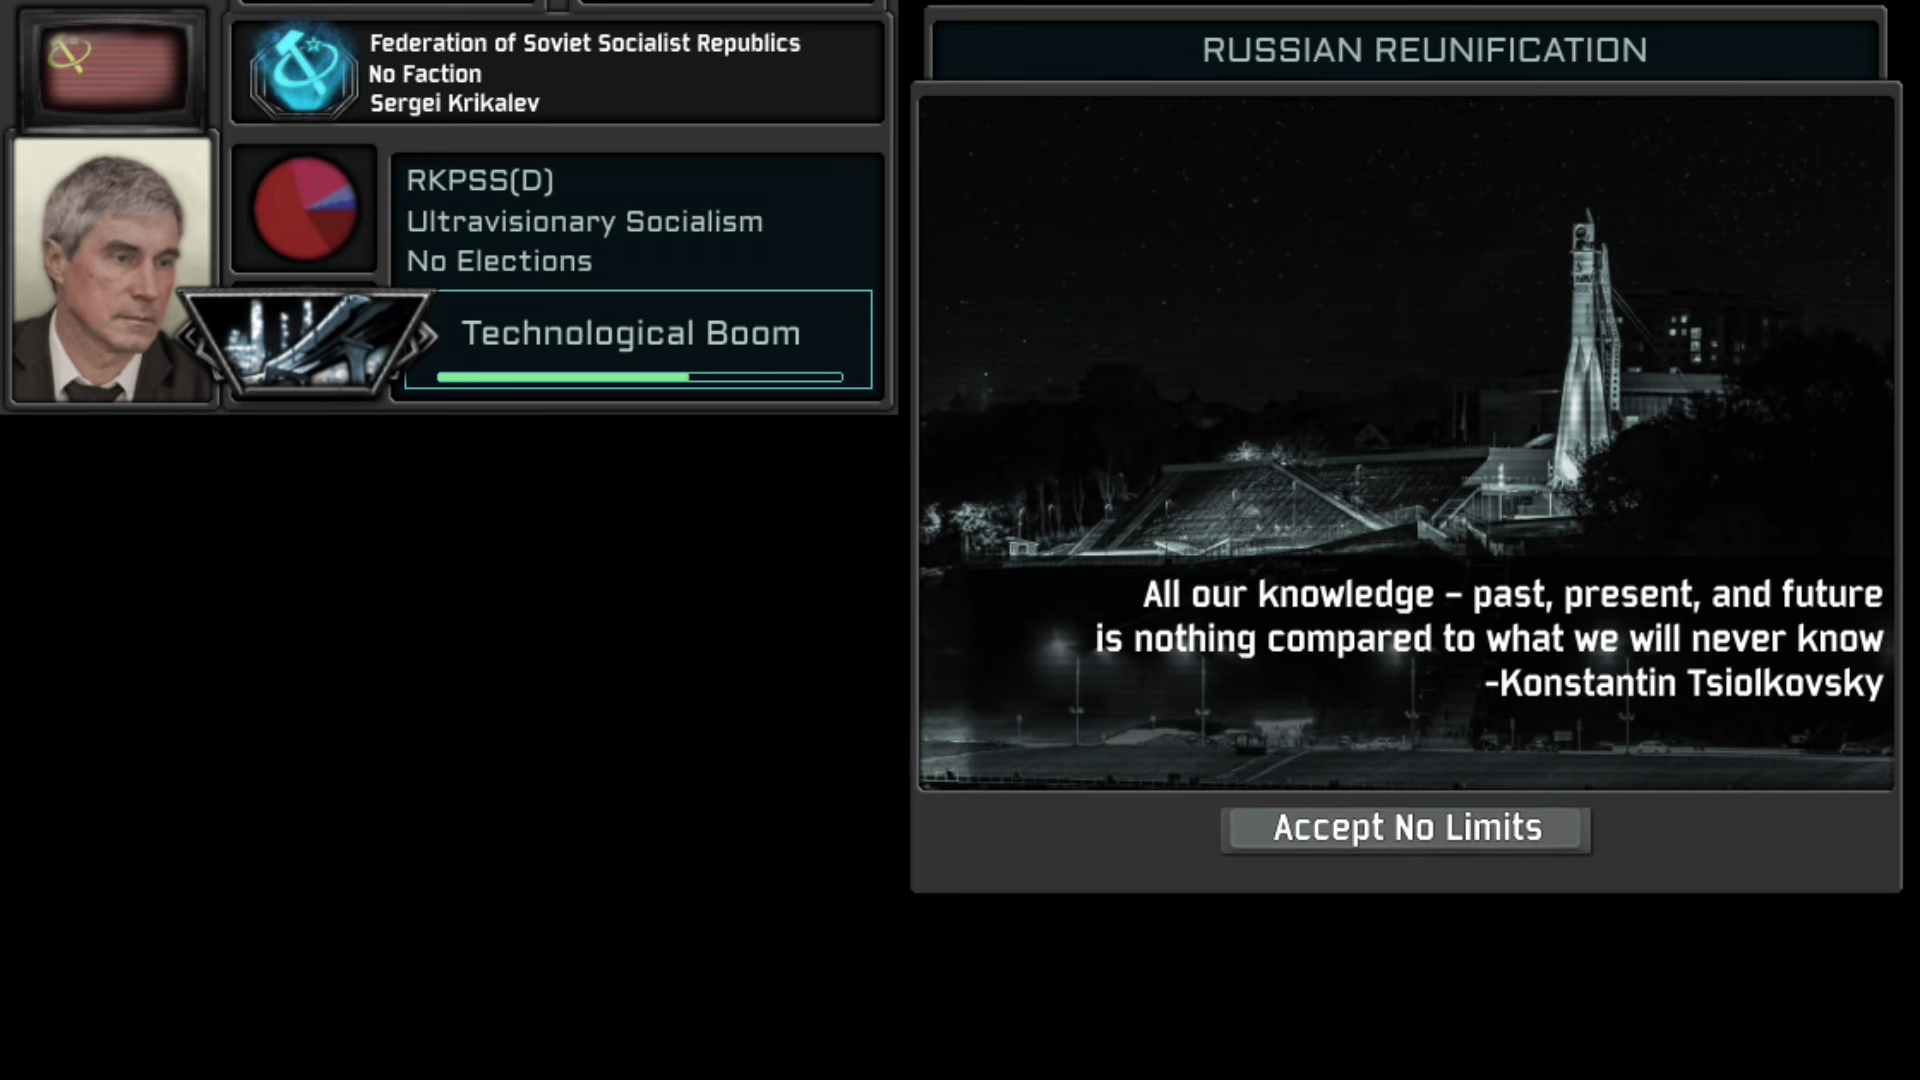 Federation of Soviet Socialist Republics
No Faction
Sergei Krikalev
RKPSS(D)
Ultravisionary Socialism
No Elections
Technological Boom
RUSSIAN REUNIFICATION
All our knowledge – past, present, and future
is nothing compared to what we will never know
-Konstantin Tsiolkovsky
Accept No Limits